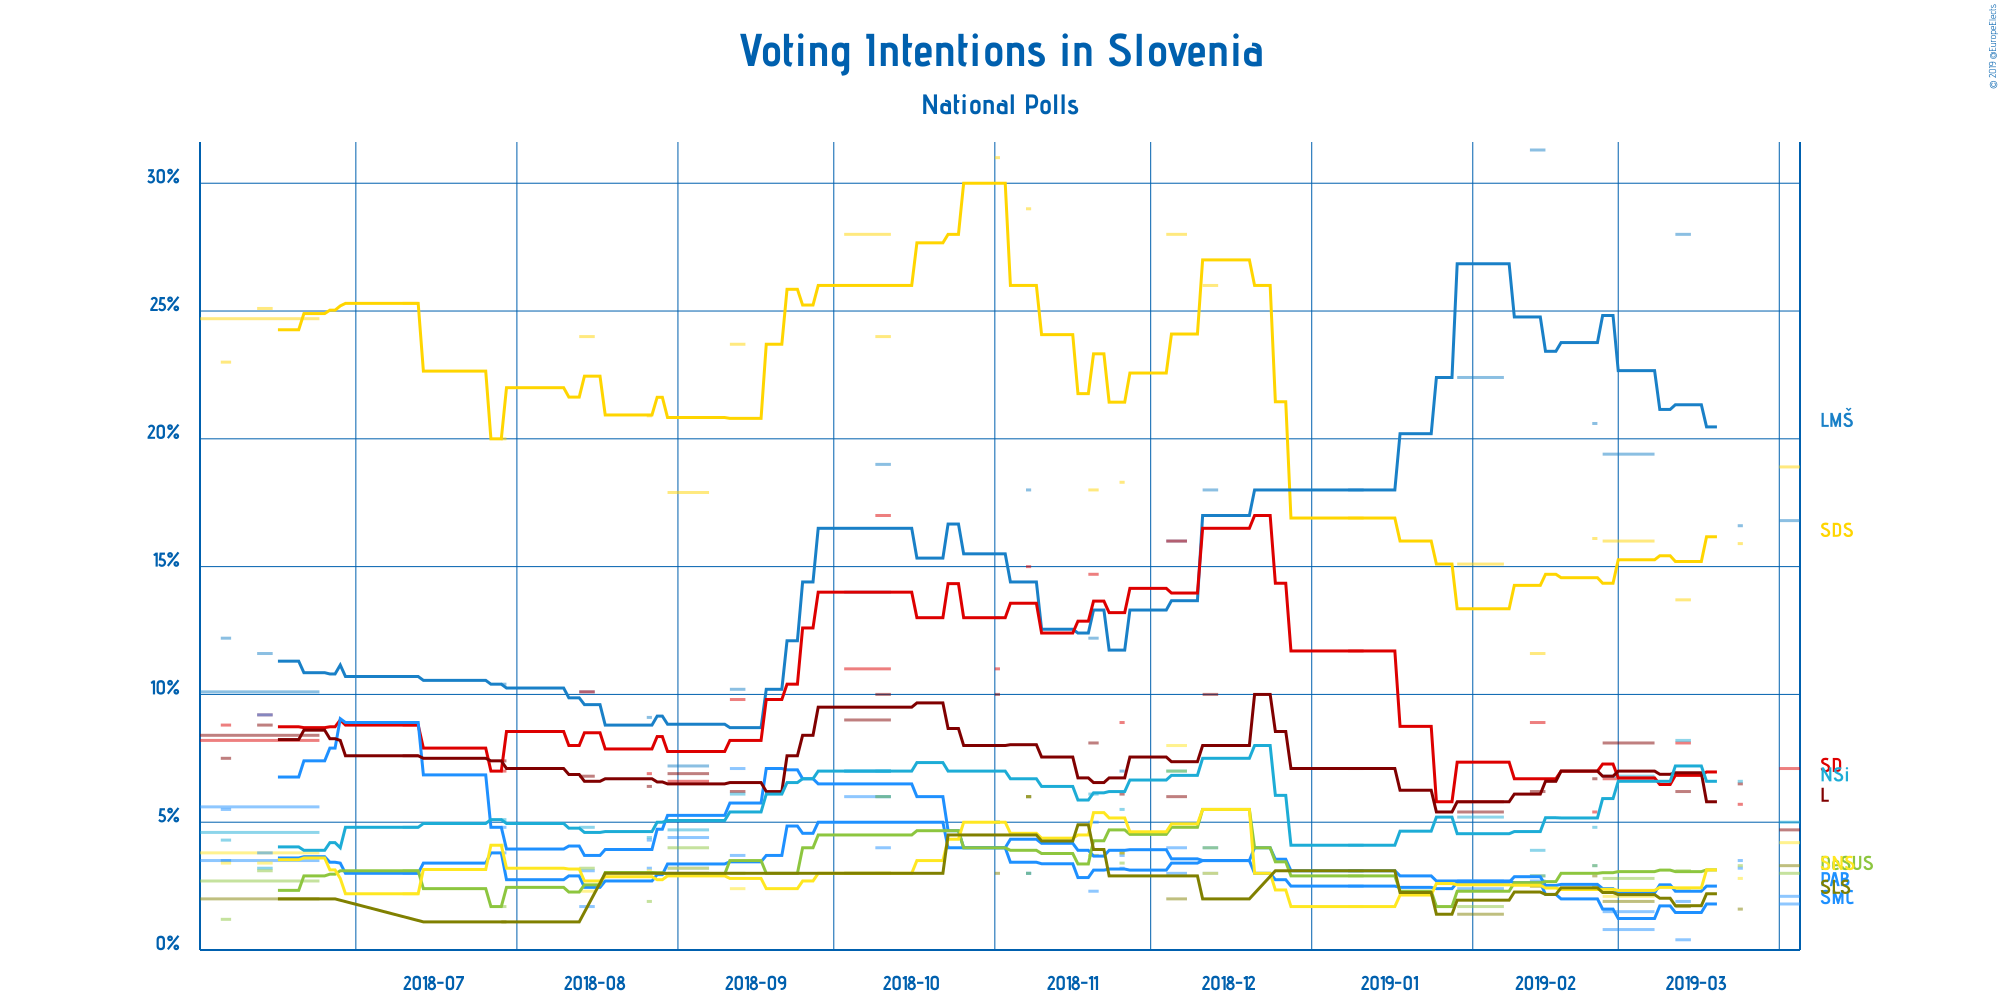 © 2019 @EuropeElects
Voting Intentions in Slovenia
National Polls
30%
25%
20%
15%
10%
5%
0%
LMŠ
SDS
SD
NSi
L
DeSUS
SNS
PAB
SLS
SMC
2018-07
2018-08
2018-09
2018-10
2018-11
2018-12
2019-01
2019-02
2019-03